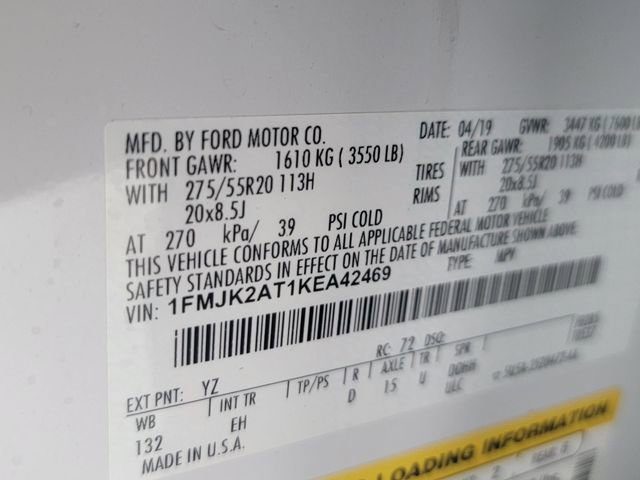 MFD. BY FORD MOTOR CO. DATE: 04/19 GVWR: 3447 KG ( 7600 L
FRONT GAWR: 1610 KG ( 3550 LB) REAR GAWR: 1905 KG ( 4200 LB)
WITH 275/55R20 113H TIRES WITH 275/55R20 113H
20x8.5J RIMS 20x8.5J
AT 270 kPa/ 39 PSI COLD AT 270 kPa/ 39 PSI COLD
THIS VEHICLE CONFORMS TO ALL APPLICABLE FEDERAL MOTOR VEHICLE
SAFETY STANDARDS IN EFFECT ON THE DATE OF MANUFACTURE SHOWN ABOVE
VIN: 1FMJK2AT1KEA42469 TYPE: MPV
EXT PNT: YZ RC: 72 DSO:
WB INT TR TP/PS R AXLE TR SPR
132 EH D 15 U
MADE IN U.S.A. ULC
LOADING INFORMATION